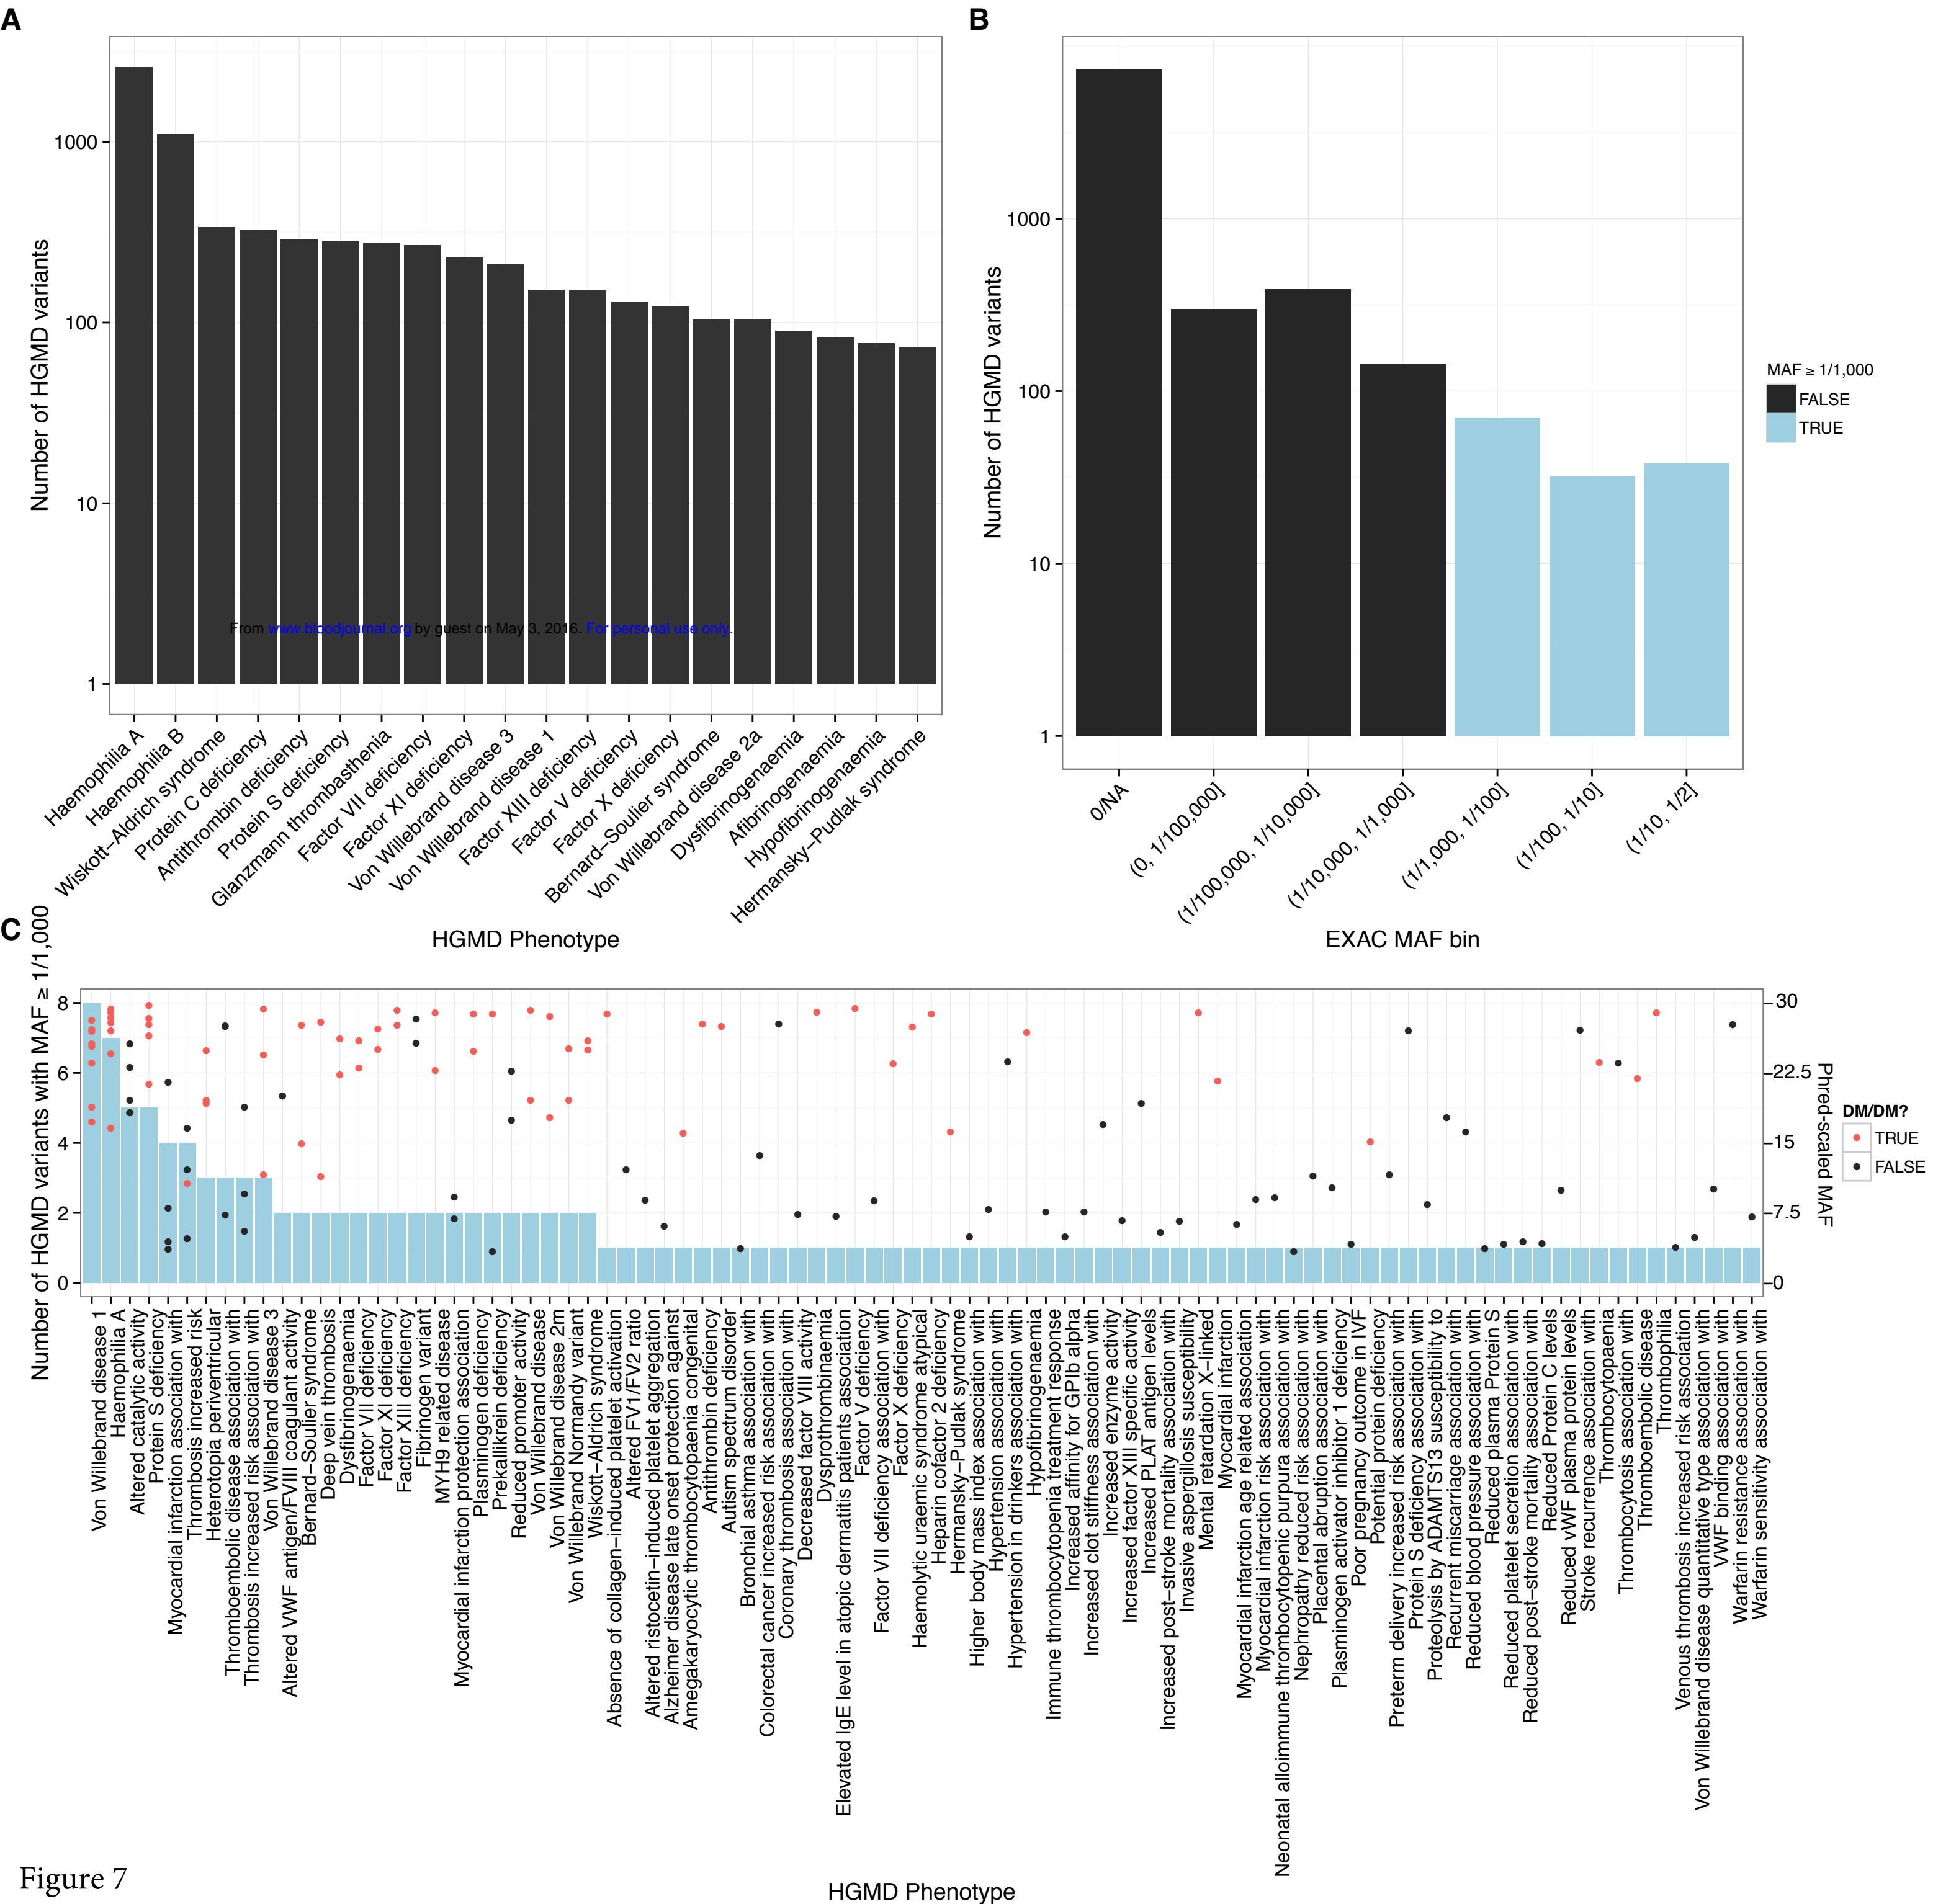 A
B
1000
100
10
1
Number of HGMD variants
From www.bloodjournal.org by guest on May 3, 2016. For personal use only.
Haemophilia A
Haemophilia B
Wiskott–Aldrich syndrome
Protein C deficiency
Antithrombin deficiency
Protein S deficiency
Glanzmann thrombasthenia
Factor VII deficiency
Factor XI deficiency
Von Willebrand disease 3
Von Willebrand disease 1
Factor XIII deficiency
Factor V deficiency
Factor X deficiency
Bernard–Soulier syndrome
Von Willebrand disease 2a
Dysfibrinogenaemia
Afibrinogenaemia
Hypofibrinogenaemia
Hermansky–Pudlak syndrome
HGMD Phenotype
1000
100
10
1
Number of HGMD variants
0/NA
(0, 1/100,000]
(1/100,000, 1/10,000]
(1/10,000, 1/1,000]
(1/1,000, 1/100]
(1/100, 1/10]
(1/10, 1/2]
EXAC MAF bin
MAF ≥ 1/1,000
FALSE
TRUE
C
Number of HGMD variants with MAF ≥ 1/1,000
8
6
4
2
0
30
22.5
15
7.5
0
Phred-scaled MAF
DM/DM?
TRUE
FALSE
Von Willebrand disease 1
Haemophilia A
Altered catalytic activity
Protein S deficiency
Myocardial infarction association with
Thrombosis increased risk
Heterotopia periventricular
Thromboembolic disease association with
Thrombosis increased risk association with
Von Willebrand disease 3
Altered VWF antigen/FVIII coagulant activity
Bernard–Soulier syndrome
Deep vein thrombosis
Dysfibrinogenaemia
Factor VII deficiency
Factor XI deficiency
Factor XIII deficiency
Fibrinogen variant
MYH9 related disease
Myocardial infarction protection association
Plasminogen deficiency
Prekallikrein deficiency
Reduced promoter activity
Von Willebrand disease
Von Willebrand disease 2m
Von Willebrand Normandy variant
Wiskott–Aldrich syndrome
Absence of collagen–induced platelet activation
Altered FV1/FV2 ratio
Altered ristocetin–induced platelet aggregation
Alzheimer disease late onset protection against
Amegakaryocytic thrombocytopaenia congenital
Antithrombin deficiency
Autism spectrum disorder
Bronchial asthma association with
Colorectal cancer increased risk association with
Coronary thrombosis association with
Decreased factor VIII activity
Dysprothrombinaemia
Elevated IgE level in atopic dermatitis patients association
Factor V deficiency
Factor VII deficiency association with
Factor X deficiency
Haemolytic uraemic syndrome atypical
Heparin cofactor 2 deficiency
Hermansky–Pudlak syndrome
Higher body mass index association with
Hypertension association with
Hypertension in drinkers association with
Hypofibrinogenaemia
Immune thrombocytopenia treatment response
Increased affinity for GPIb alpha
Increased clot stiffness association with
Increased enzyme activity
Increased factor XIII specific activity
Increased PLAT antigen levels
Increased post–stroke mortality association with
Invasive aspergillosis susceptibility
Mental retardation X–linked
Myocardial infarction
Myocardial infarction age related association
Myocardial infarction risk association with
Neonatal alloimmune thrombocytopenic purpura association with
Nephropathy reduced risk association with
Placental abruption association with
Plasminogen activator inhibitor 1 deficiency
Poor pregnancy outcome in IVF
Potential protein deficiency
Preterm delivery increased risk association with
Protein S deficiency association with
Proteolysis by ADAMTS13 susceptibility to
Recurrent miscarriage association with
Reduced blood pressure association with
Reduced plasma Protein S
Reduced platelet secretion association with
Reduced post–stroke mortality association with
Reduced Protein C levels
Reduced vWF plasma protein levels
Stroke recurrence association with
Thrombocytopaenia
Thrombocytosis association with
Thromboembolic disease
Thrombophilia
Venous thrombosis increased risk association
Von Willebrand disease quantitative type association with
VWF binding association with
Warfarin resistance association with
Warfarin sensitivity association with
HGMD Phenotype
Figure 7